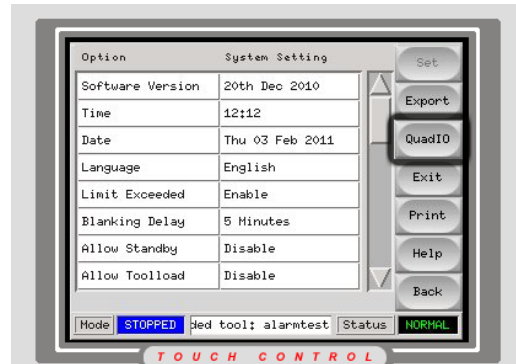 Option System Setting
Software Version 20th Dec 2010
Time 12:12
Date Thu 03 Feb 2011
Language English
Limit Exceeded Enable
Blanking Delay 5 Minutes
Allow Standby Disable
Allow Toolload Disable
Set
Export
QuadIO
Exit
Print
Help
Back
Mode STOPPED ded tool: alarmtest Status NORMAL
TOUCH CONTROL